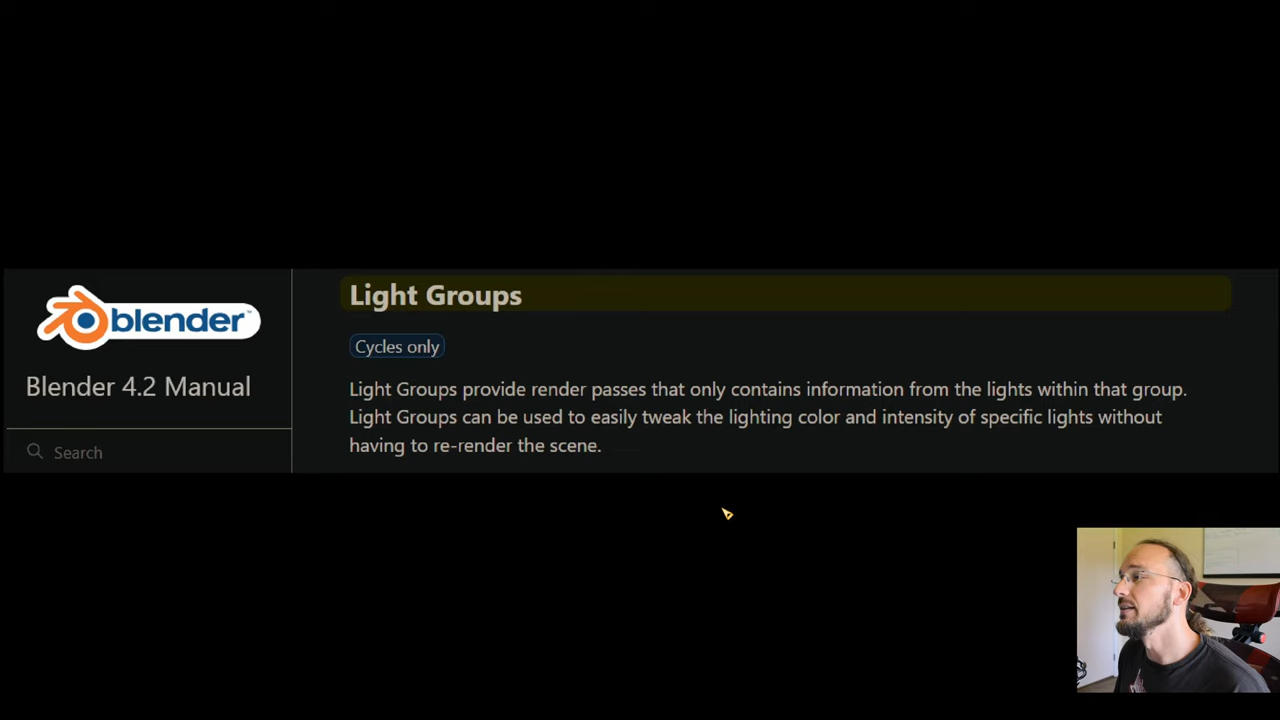 blender™
Blender 4.2 Manual
Search
Light Groups
Cycles only
Light Groups provide render passes that only contains information from the lights within that group.
Light Groups can be used to easily tweak the lighting color and intensity of specific lights without
having to re-render the scene.